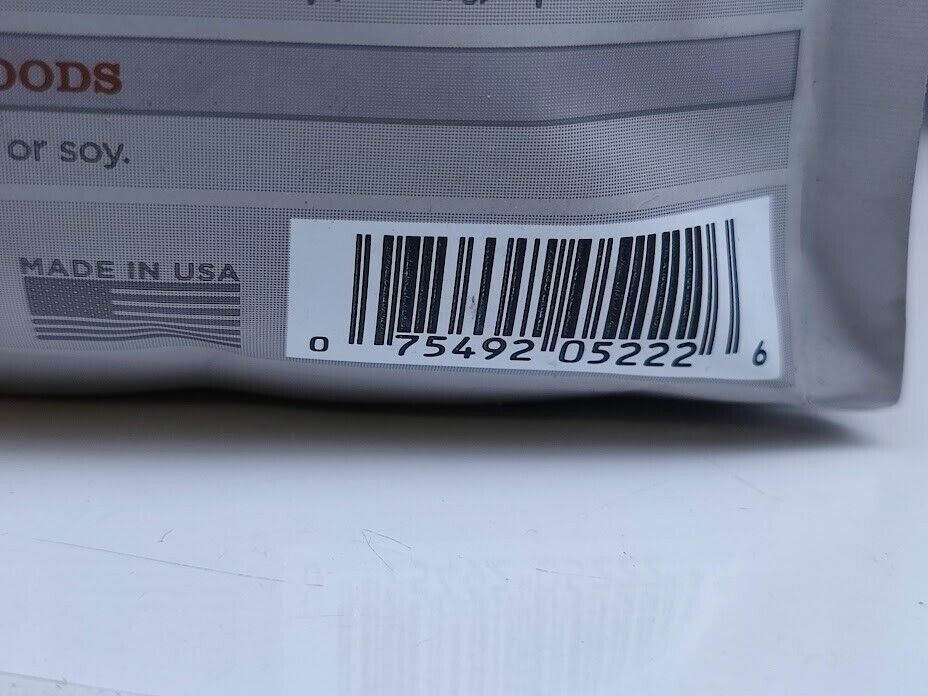 OODS
or soy.
MADE IN USA
0 75492 05222 6